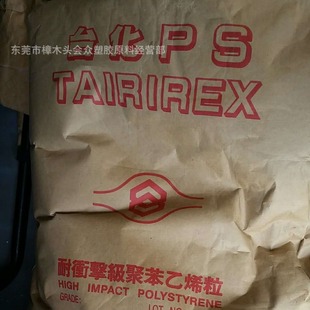 东莞市樟木头会众塑胶原料经营部
台化PS
TAIRIREX
耐衝擊級聚苯乙烯粒
HIGH IMPACT POLYSTYRENE
GRADE:
LOT NO